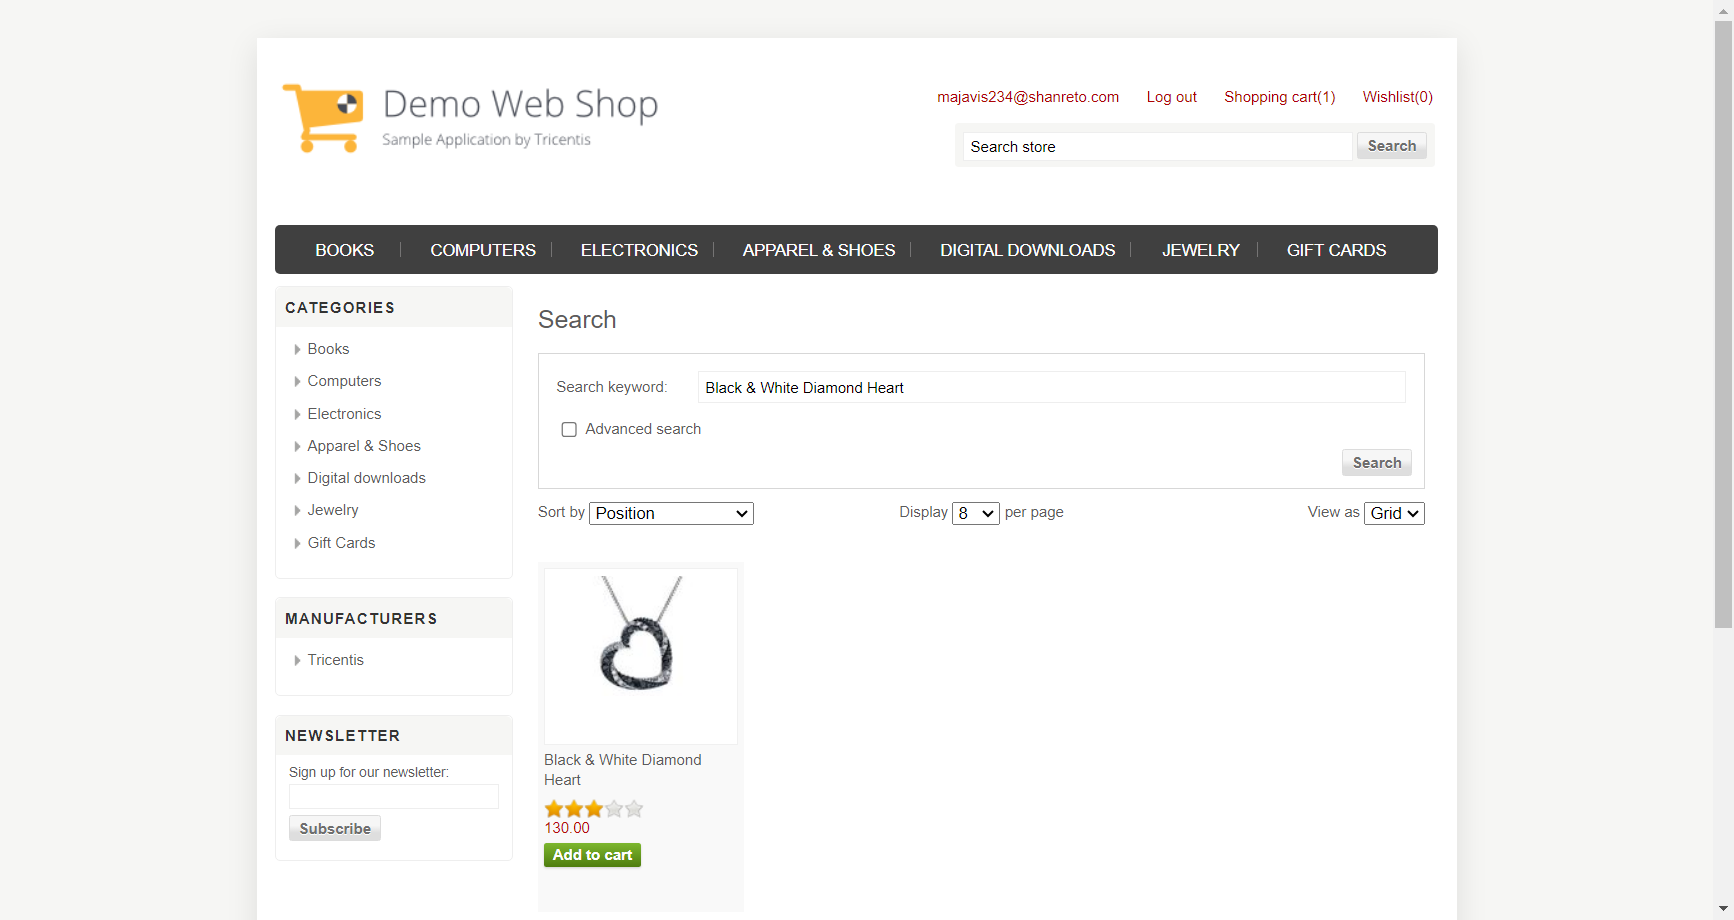 Demo Web Shop
Sample Application by Tricentis
majavis234@shanreto.com Log out Shopping cart(1) Wishlist(0)
Search store Search
BOOKS COMPUTERS ELECTRONICS APPAREL & SHOES DIGITAL DOWNLOADS JEWELRY GIFT CARDS
CATEGORIES
Books
Computers
Electronics
Apparel & Shoes
Digital downloads
Jewelry
Gift Cards
MANUFACTURERS
Tricentis
NEWSLETTER
Sign up for our newsletter:
Subscribe
Search
Search keyword: Black & White Diamond Heart
Advanced search
Search
Sort by Position Display 8 per page View as Grid
Black & White Diamond
Heart
130.00
Add to cart